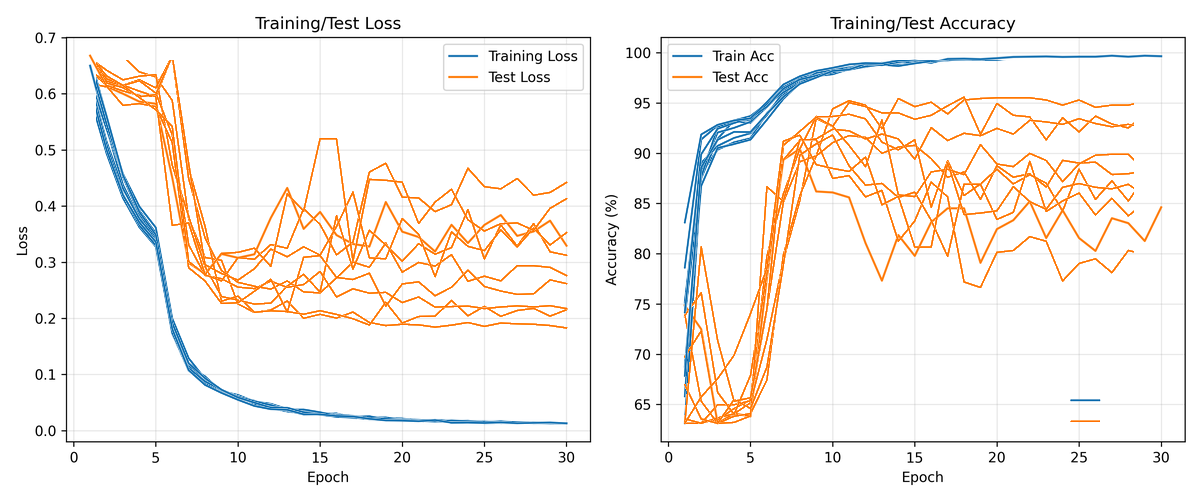 Training/Test Loss
Loss
0.7
0.6
0.5
0.4
0.3
0.2
0.1
0.0
Training Loss
Test Loss
0 5 10 15 20 25 30
Epoch
Training/Test Accuracy
Accuracy (%)
100
95
90
85
80
75
70
65
Train Acc
Test Acc
0 5 10 15 20 25 30
Epoch